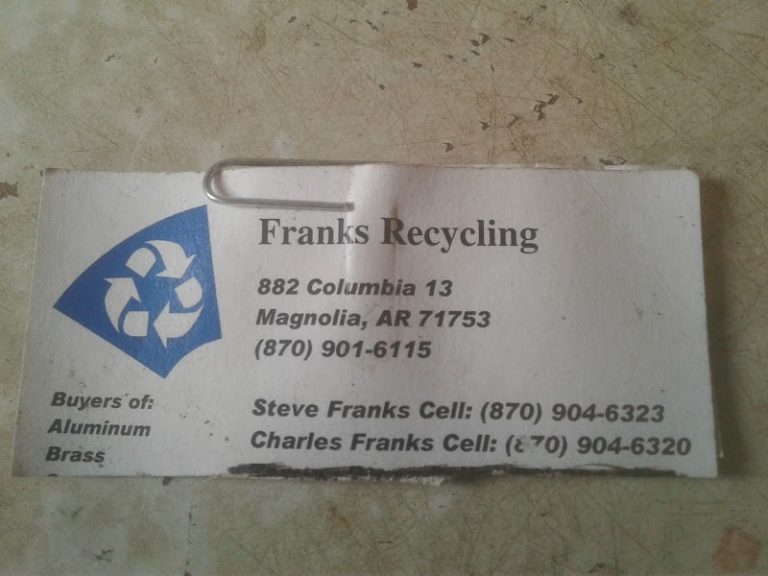 Franks Recycling
882 Columbia 13
Magnolia, AR 71753
(870) 901-6115
Steve Franks Cell: (870) 904-6323
Charles Franks Cell: (870) 904-6320
Buyers of:
Aluminum
Brass